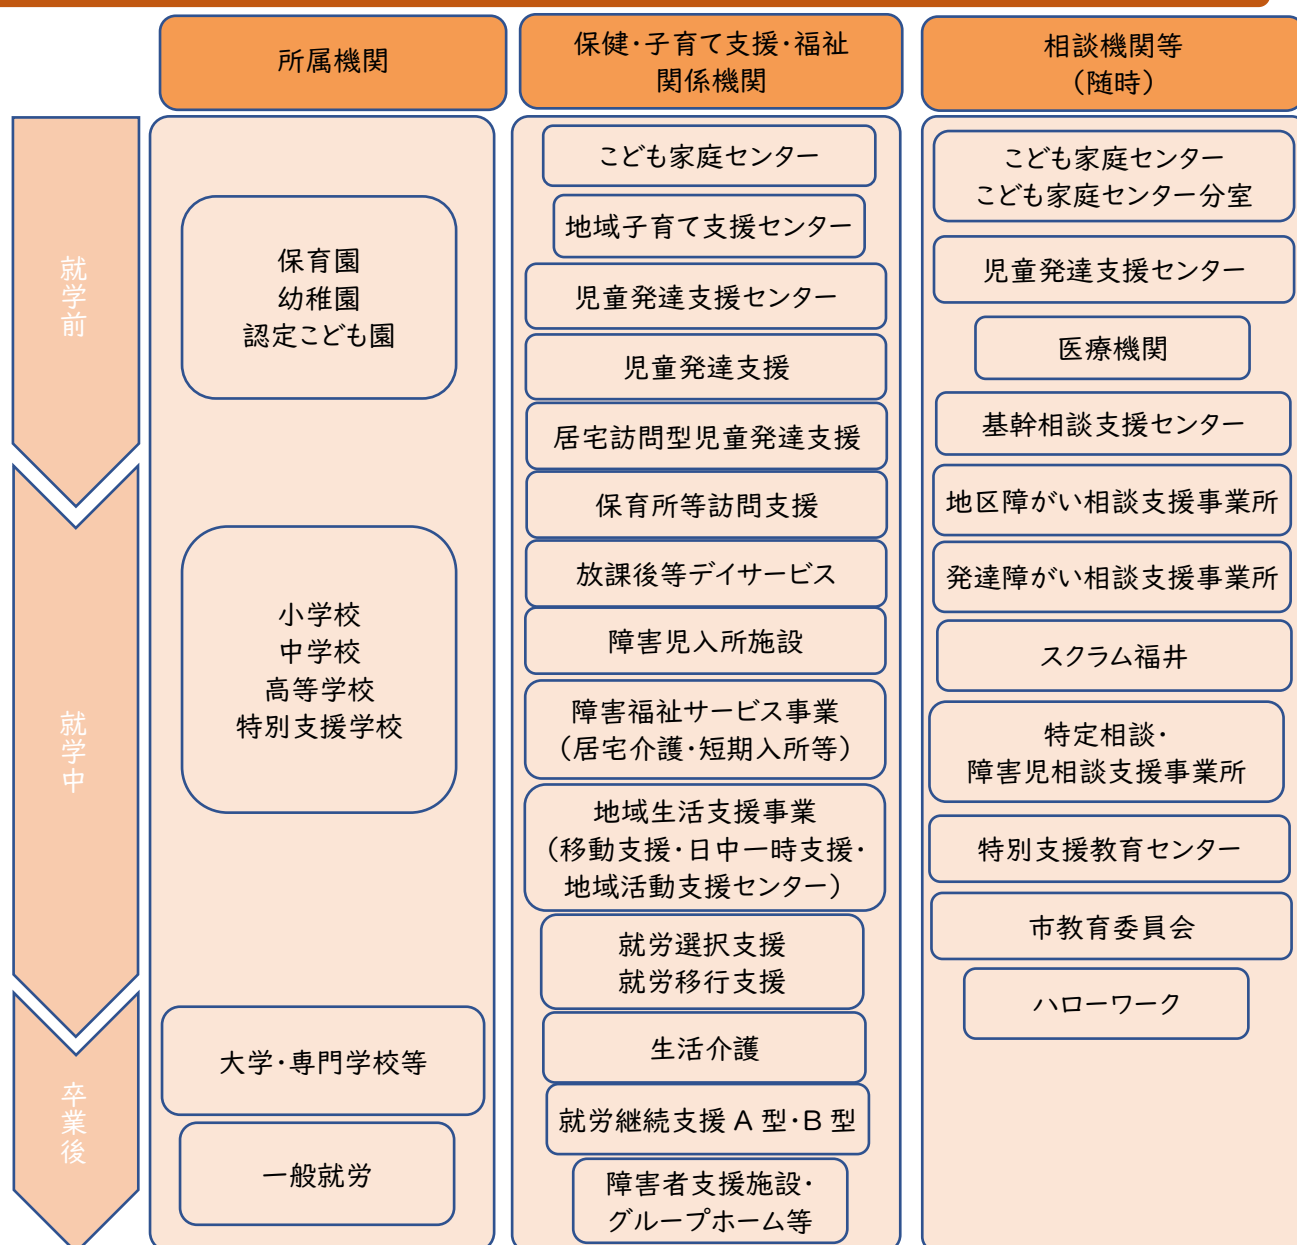 所属機関
保健・子育て支援・福祉
関係機関
相談機関等
（随時）
就学前
就学中
卒業後
保育園
幼稚園
認定こども園
小学校
中学校
高等学校
特別支援学校
大学・専門学校等
一般就労
こども家庭センター
地域子育て支援センター
児童発達支援センター
児童発達支援
居宅訪問型児童発達支援
保育所等訪問支援
放課後等デイサービス
障害児入所施設
障害福祉サービス事業
（居宅介護・短期入所等）
地域生活支援事業
（移動支援・日中一時支援・
地域活動支援センター）
就労選択支援
就労移行支援
生活介護
就労継続支援 A 型・B 型
障害者支援施設・
グループホーム等
こども家庭センター
こども家庭センター分室
児童発達支援センター
医療機関
基幹相談支援センター
地区障がい相談支援事業所
発達障がい相談支援事業所
スクラム福井
特定相談・
障害児相談支援事業所
特別支援教育センター
市教育委員会
ハローワーク